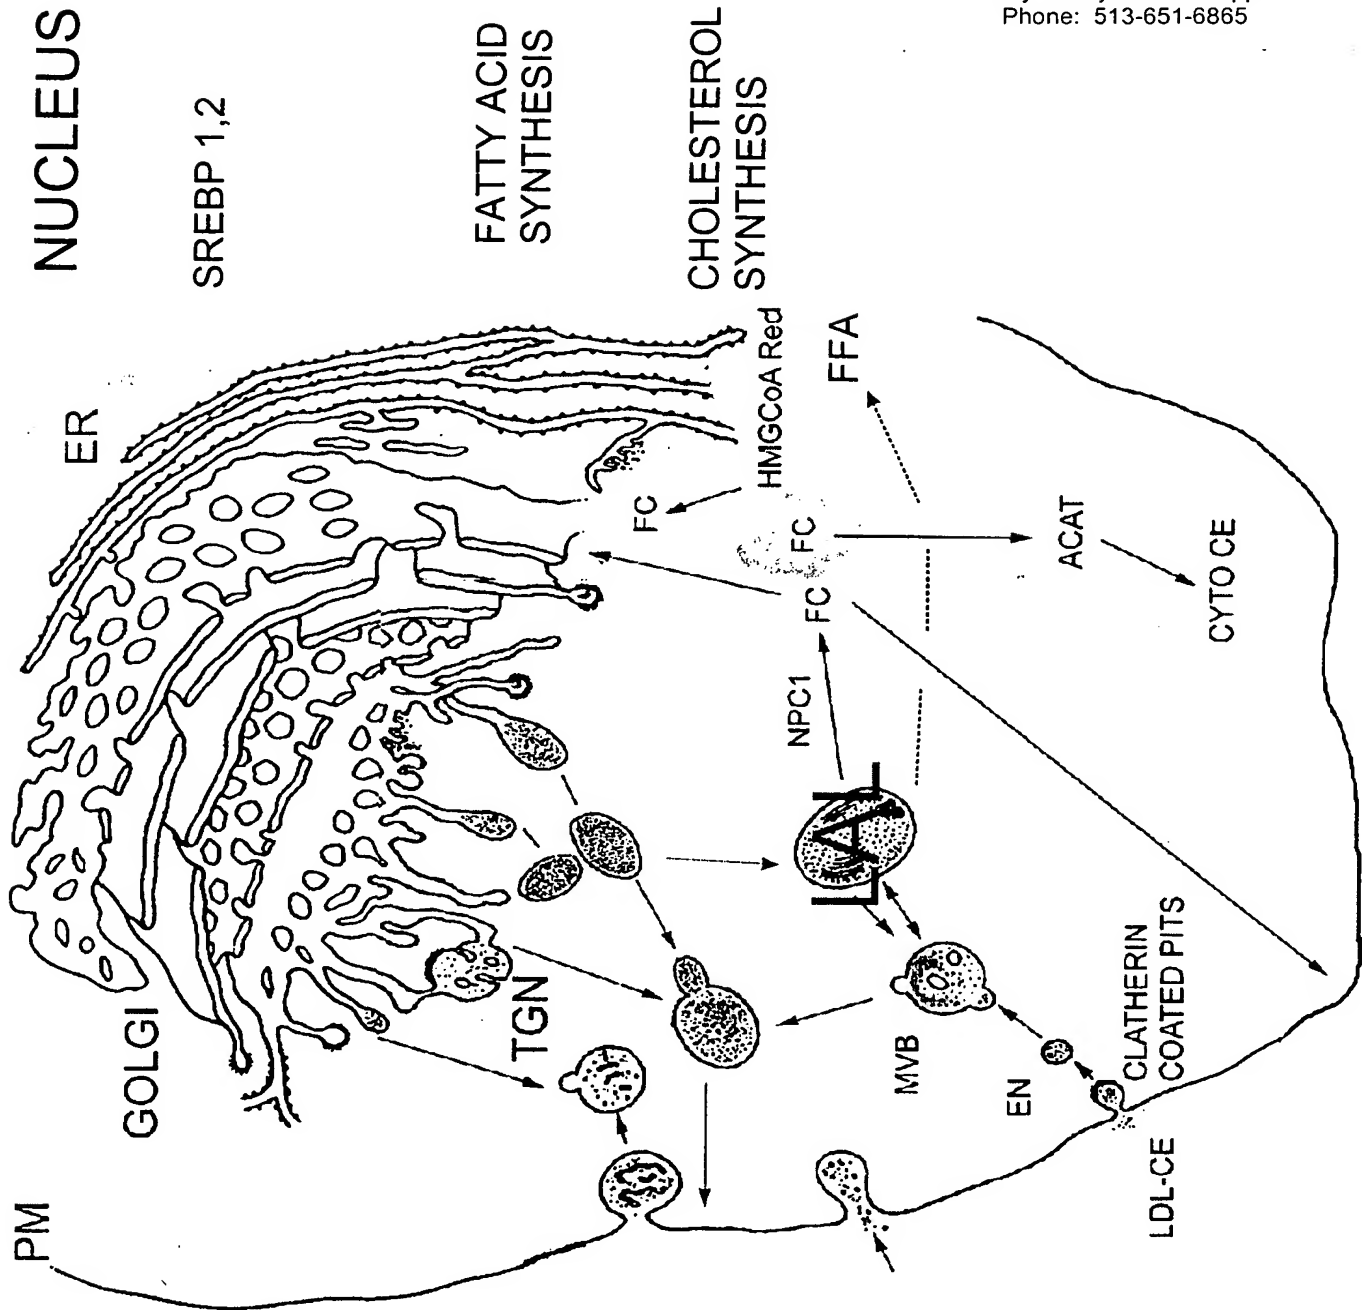 Phone: 513-651-6865
NUCLEUS
SREBP 1,2
FATTY ACID
SYNTHESIS
CHOLESTEROL
SYNTHESIS
ER
HMGCoA Red
FFA
FC
FC
FC
ACAT
CYTO CE
NPC1
LAL
GOLGI
TGN
MVB
EN
CLATHERIN
COATED PITS
LDL-CE
PM